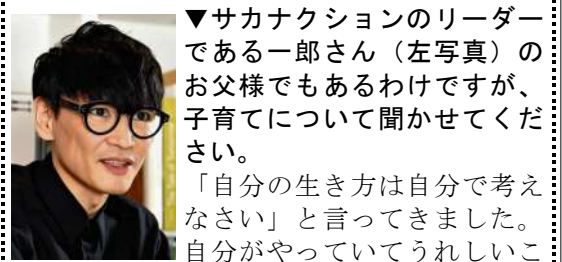 ▼サカナクションのリーダー
である一郎さん（左写真）の
お父様でもあるわけですが、
子育てについて聞かせてくだ
さい。
「自分の生き方は自分で考え
なさい」と言ってきました。
自分がやっていてうれしいこ